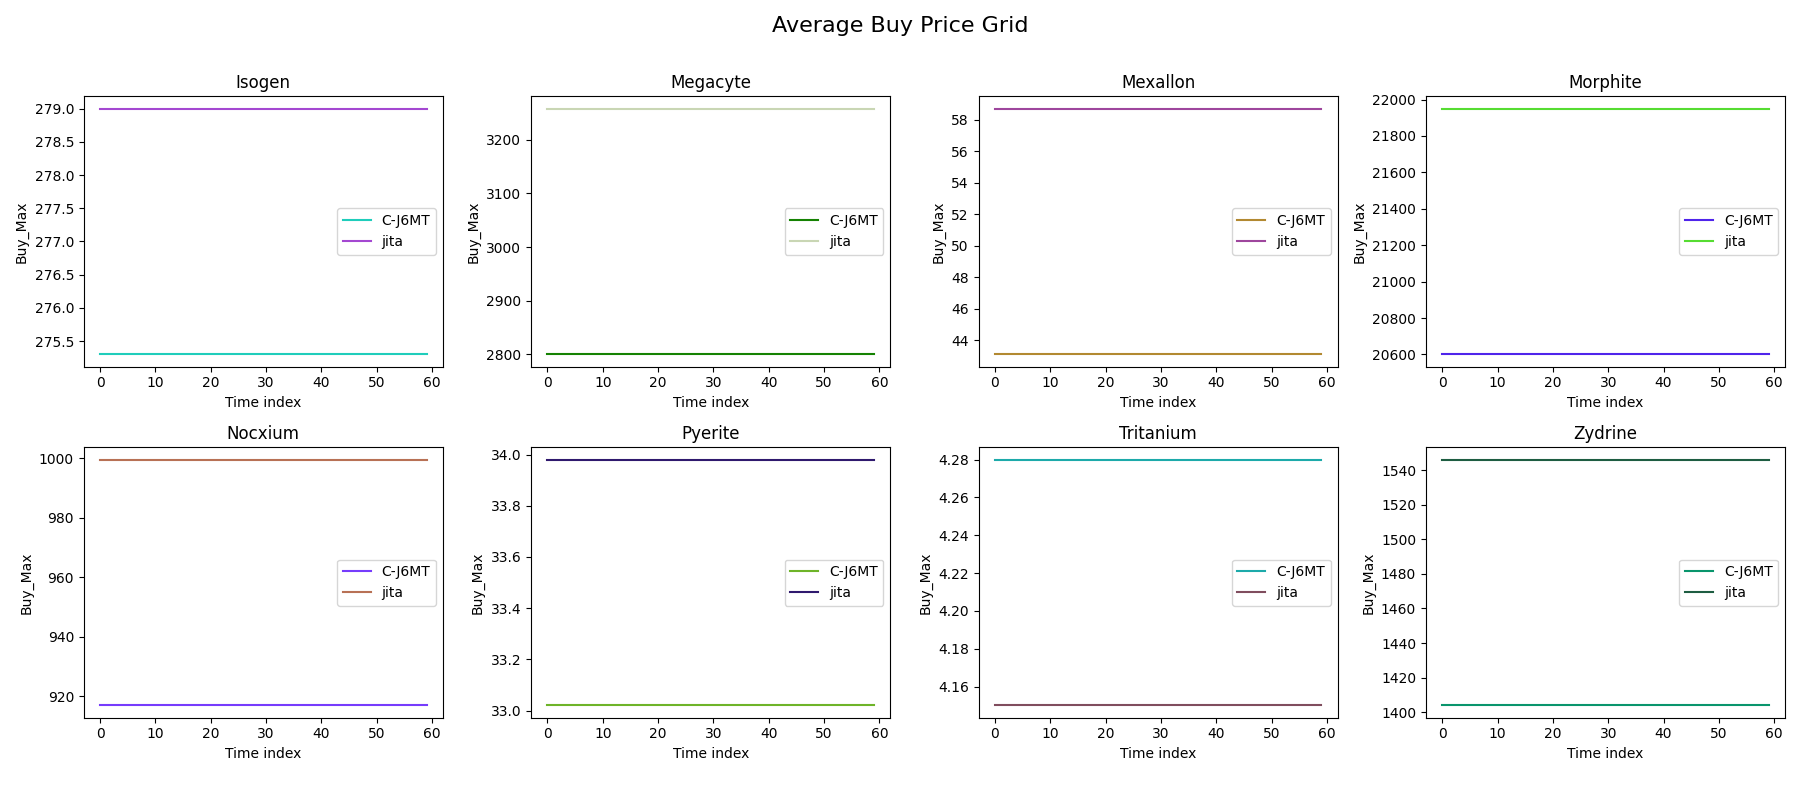 Average Buy Price Grid
Isogen
279.0
278.5
278.0
277.5
277.0
276.5
276.0
275.5
Buy_Max
C-J6MT
jita
0 10 20 30 40 50 60
Time index
Megacyte
3200
3100
3000
2900
2800
Buy_Max
C-J6MT
jita
0 10 20 30 40 50 60
Time index
Mexallon
58
56
54
52
50
48
46
44
Buy_Max
C-J6MT
jita
0 10 20 30 40 50 60
Time index
Morphite
22000
21800
21600
21400
21200
21000
20800
20600
Buy_Max
C-J6MT
jita
0 10 20 30 40 50 60
Time index
Nocxium
1000
980
960
940
920
Buy_Max
C-J6MT
jita
0 10 20 30 40 50 60
Time index
Pyerite
34.0
33.8
33.6
33.4
33.2
33.0
Buy_Max
C-J6MT
jita
0 10 20 30 40 50 60
Time index
Tritanium
4.28
4.26
4.24
4.22
4.20
4.18
4.16
Buy_Max
C-J6MT
jita
0 10 20 30 40 50 60
Time index
Zydrine
1540
1520
1500
1480
1460
1440
1420
1400
Buy_Max
C-J6MT
jita
0 10 20 30 40 50 60
Time index